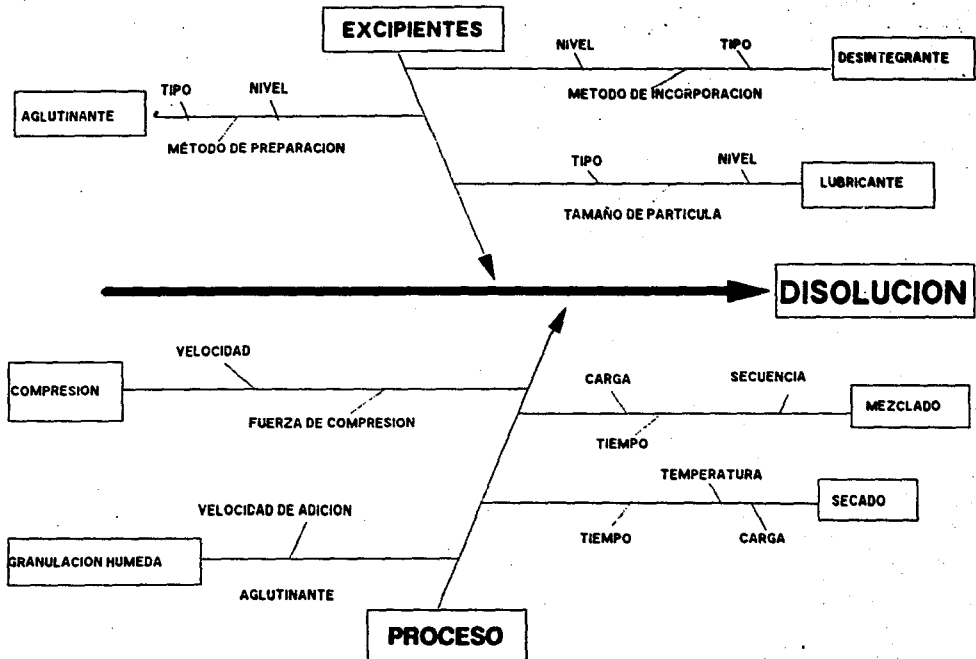 EXCIPIENTES
NIVEL
TIPO
DESINTEGRANTE
METODO DE INCORPORACION
TIPO
NIVEL
AGLUTINANTE
MÉTODO DE PREPARACION
TIPO
NIVEL
LUBRICANTE
TAMAÑO DE PARTICULA
DISOLUCION
VELOCIDAD
COMPRESION
FUERZA DE COMPRESION
CARGA
SECUENCIA
MEZCLADO
TIEMPO
TEMPERATURA
SECADO
TIEMPO
CARGA
VELOCIDAD DE ADICION
GRANULACION HUMEDA
AGLUTINANTE
PROCESO